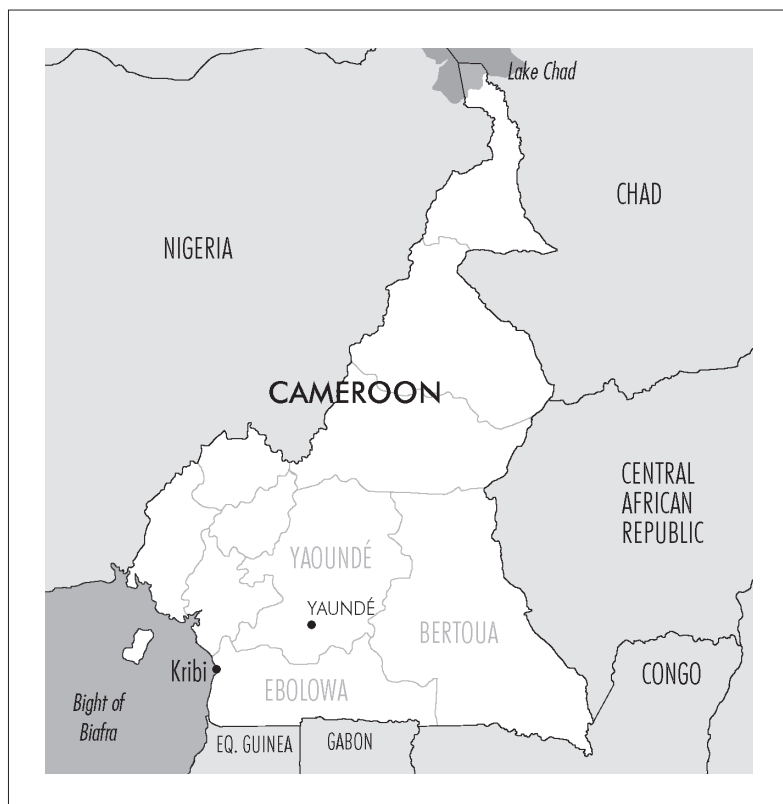 Lake Chad
CHAD
NIGERIA
CAMEROON
CENTRAL
AFRICAN
REPUBLIC
YAOUNDÉ
YAUNDÉ
BERTOUA
Kribi
EBOLOWA
CONGO
Bight of
Biafra
EQ. GUINEA
GABON